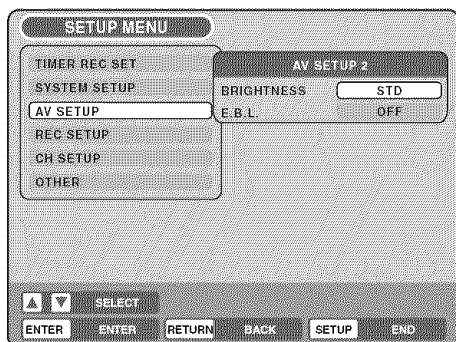 SETUP MENU
TIMER REC SET
SYSTEM SETUP
AV SETUP
REC SETUP
CH SETUP
OTHER
AV SETUP 2
BRIGHTNESS STD
E.B.L. OFF
SELECT
ENTER ENTER RETURN BACK SETUP END